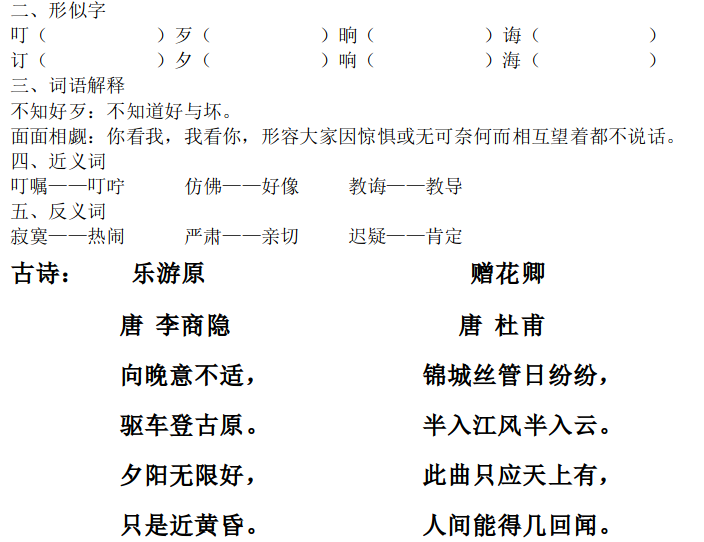 二、形似字
叮（ ）歹（ ）晌（ ）诲（ ）
订（ ）夕（ ）响（ ）海（ ）
三、词语解释
不知好歹：不知道好与坏。
面面相觑：你看我，我看你，形容大家因惊惧或无可奈何而相互望着都不说话。
四、近义词
叮嘱——叮咛 仿佛——好像 教诲——教导
五、反义词
寂寞——热闹 严肃——亲切 迟疑——肯定
古诗： 乐游原 赠花卿
唐 李商隐 唐 杜甫
向晚意不适， 锦城丝管日纷纷，
驱车登古原。 半入江风半入云。
夕阳无限好， 此曲只应天上有，
只是近黄昏。 人间能得几回闻。